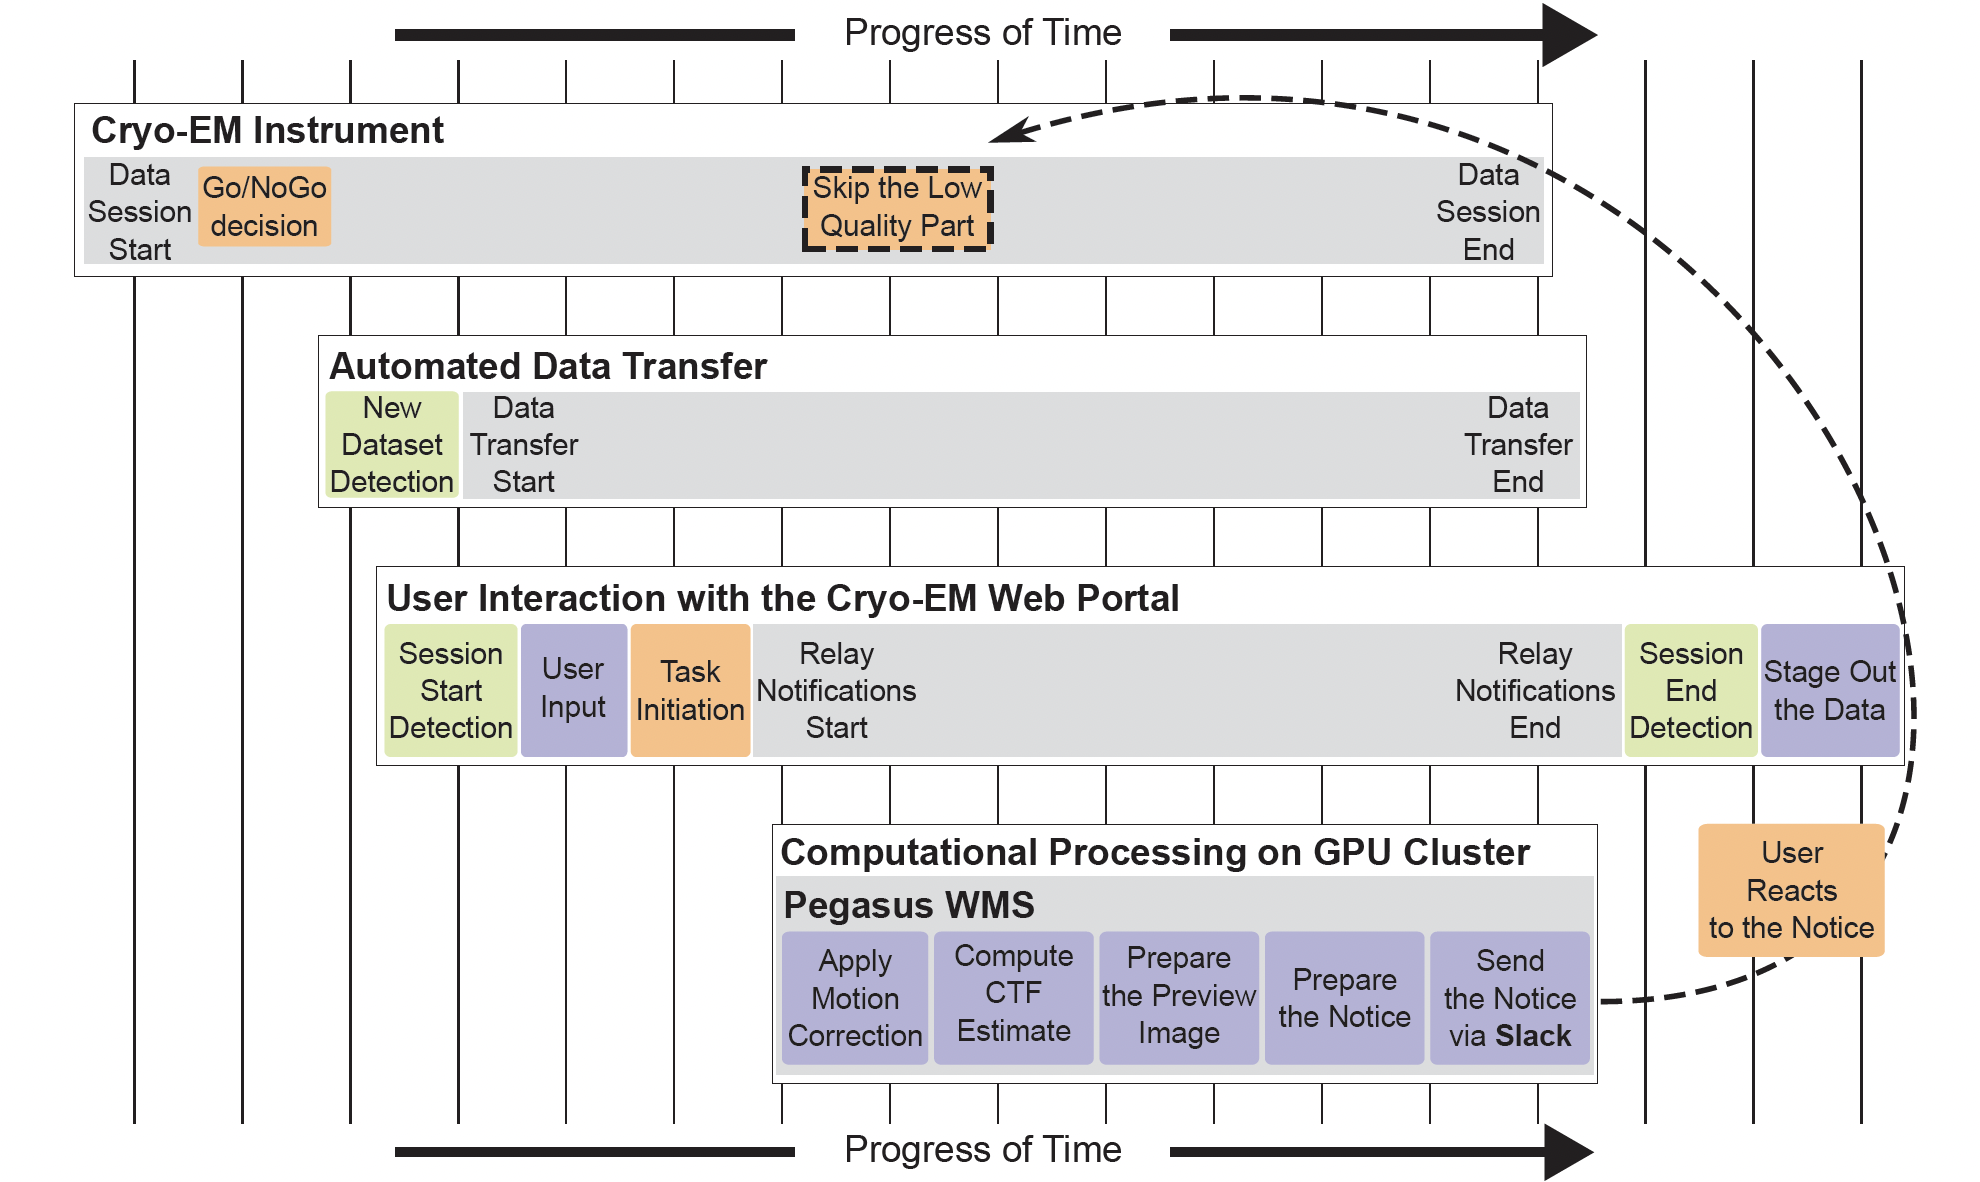 Progress of Time
Cryo-EM Instrument
Data
Session
Start
Go/NoGo
decision
Skip the Low
Quality Part
Data
Session
End
Automated Data Transfer
New
Dataset
Detection
Data
Transfer
Start
Data
Transfer
End
User Interaction with the Cryo-EM Web Portal
Session
Start
Detection
User
Input
Task
Initiation
Relay
Notifications
Start
Relay
Notifications
End
Session
End
Detection
Stage Out
the Data
Computational Processing on GPU Cluster
Pegasus WMS
Apply
Motion
Correction
Compute
CTF
Estimate
Prepare
the Preview
Image
Prepare
the Notice
Send
the Notice
via Slack
User
Reacts
to the Notice
Progress of Time